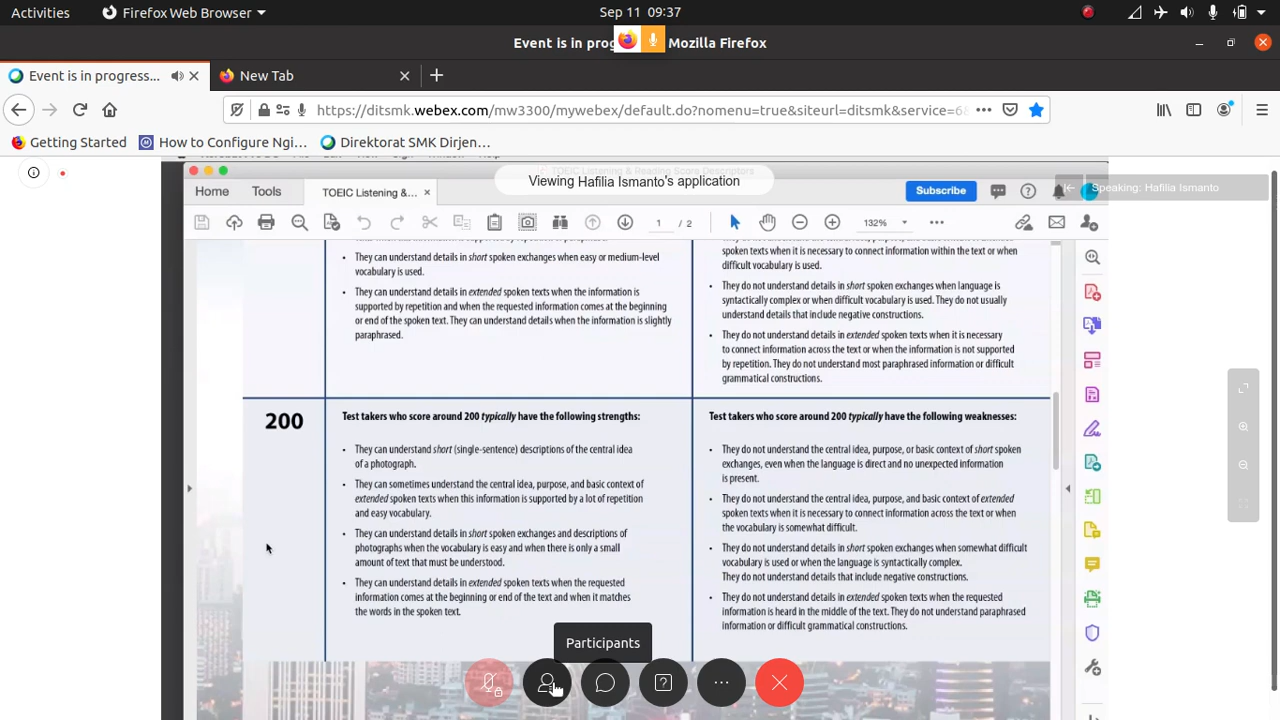 Activities
Firefox Web Browser
Sep 11 09:37
Event is in prog
Mozilla Firefox
Event is in progress...
New Tab
https://ditsmk.webex.com/mw3300/mywebex/default.do?nomenu=true&siteurl=ditsmk&service=6
Getting Started
How to Configure Ngi...
Direktorat SMK Dirjen...
Viewing Hafilia Ismanto's application
Speaking: Hafilia Ismanto
Home
Tools
TOEIC Listening &...
Subscribe
1 / 2
132%
They can understand details in short spoken exchanges when easy or medium-level
vocabulary is used.
They can understand details in extended spoken texts when the information is
supported by repetition and when the requested information comes at the beginning
or end of the spoken text. They can understand details when the information is slightly
paraphrased.
spoken texts when it is necessary to connect information within the text or when
difficult vocabulary is used.
They do not understand details in short spoken exchanges when language is
syntactically complex or when difficult vocabulary is used. They do not usually
understand details that include negative constructions.
They do not understand details in extended spoken texts when it is necessary
to connect information across the text or when the information is not supported
by repetition. They do not understand most paraphrased information or difficult
grammatical constructions.
200
Test takers who score around 200 typically have the following strengths:
They can understand short (single-sentence) descriptions of the central idea
of a photograph.
They can sometimes understand the central idea, purpose, and basic context of
extended spoken texts when this information is supported by a lot of repetition
and easy vocabulary.
They can understand details in short spoken exchanges and descriptions of
photographs when the vocabulary is easy and when there is only a small
amount of text that must be understood.
They can understand details in extended spoken texts when the requested
information comes at the beginning or end of the text and when it matches
the words in the spoken text.
Test takers who score around 200 typically have the following weaknesses:
They do not understand the central idea, purpose, or basic context of short spoken
exchanges, even when the language is direct and no unexpected information
is present.
They do not understand the central idea, purpose, and basic context of extended
spoken texts when it is necessary to connect information across the text or when
the vocabulary is somewhat difficult.
They do not understand details in short spoken exchanges when somewhat difficult
vocabulary is used or when the language is syntactically complex.
They do not understand details that include negative constructions.
They do not understand details in extended spoken texts when the requested
information is heard in the middle of the text. They do not understand paraphrased
information or difficult grammatical constructions.
Participants